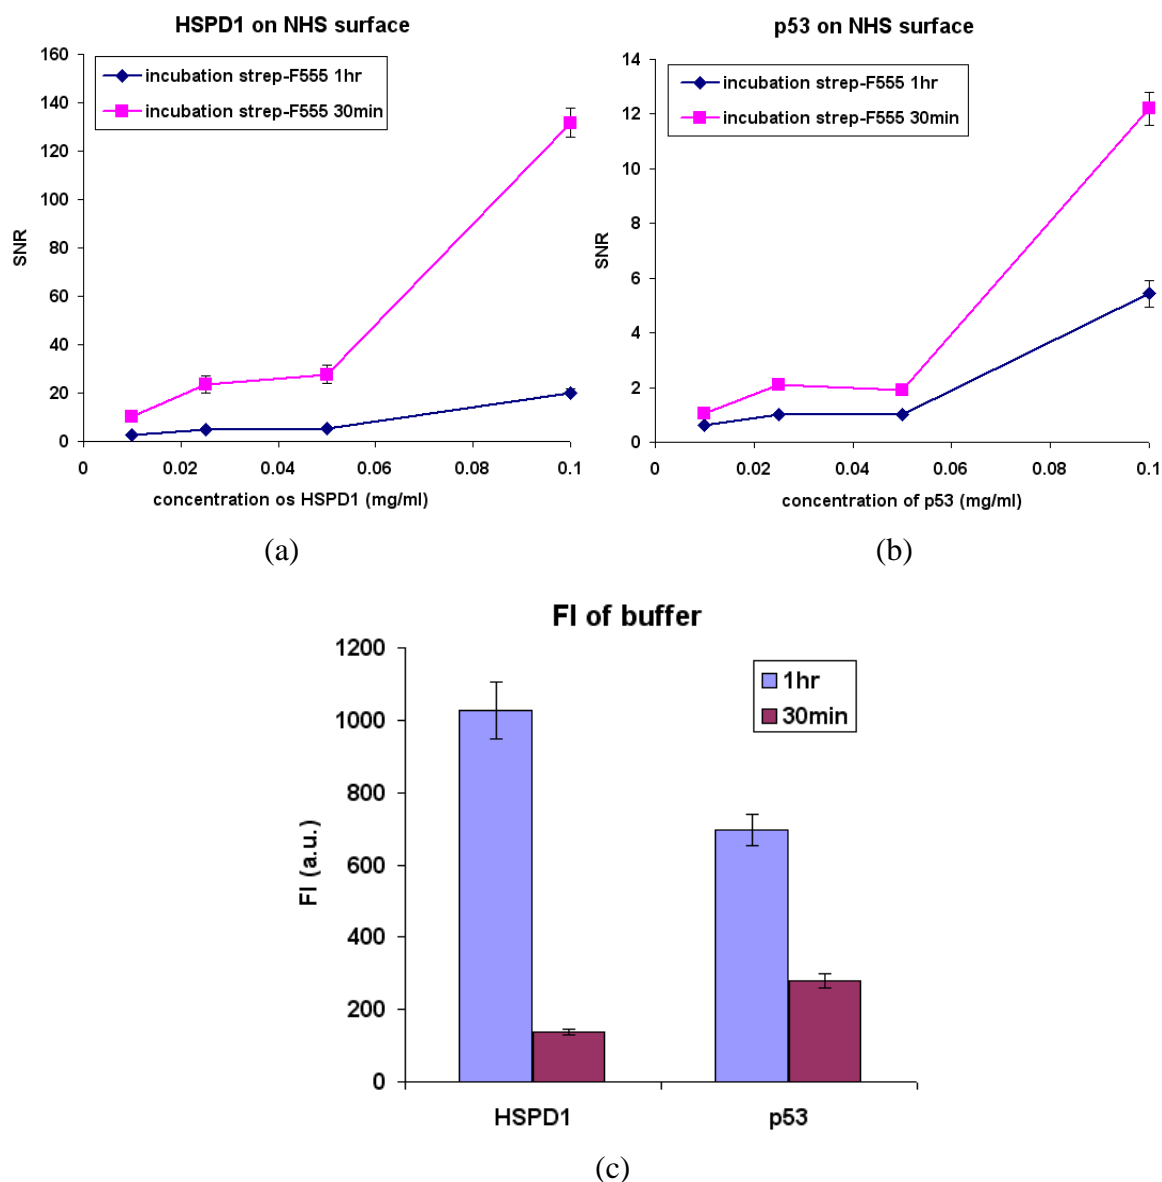 HSPD1 on NHS surface
160
140
120
100
80
60
40
20
0
SNR
incubation strep-F555 1hr
incubation strep-F555 30min
0 0.02 0.04 0.06 0.08 0.1
concentration os HSPD1 (mg/ml)
(a)
p53 on NHS surface
14
12
10
8
6
4
2
0
SNR
incubation strep-F555 1hr
incubation strep-F555 30min
0 0.02 0.04 0.06 0.08 0.1
concentration of p53 (mg/ml)
(b)
FI of buffer
1200
1000
800
600
400
200
0
FI (a.u.)
1hr
30min
HSPD1 p53
(c)